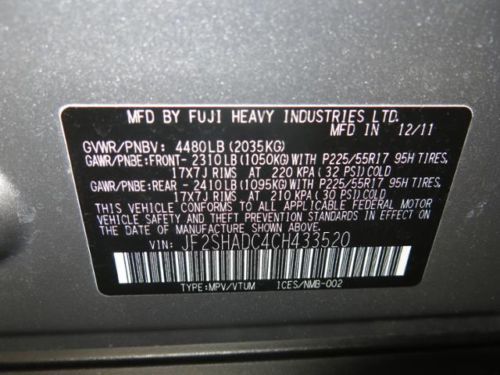 MFD BY FUJI HEAVY INDUSTRIES LTD.
MFD IN 12/11
GVWR/PNBV: 4480LB(2035KG)
GAWR/PNBE:FRONT- 2310LB(1050KG)WITH P225/55R17 95H TIRES,
17X7J RIMS AT 220 KPA(32 PSI)COLD
GAWR/PNBE:REAR -2410LB(1095KG)WITH P225/55R17 95H TIRES,
17X7J RIMS AT 210 KPA(30 PSI)COLD
THIS VEHICLE CONFORMS TO ALL APPLICABLE FEDERAL MOTOR
VEHICLE SAFETY AND BUMPER STANDARDS IN EFFECT ON
THE DATE OF MANUFACTURE SHOWN ABOVE.
VIN: JF2SHADC4CH433520
TYPE:MPV/VTUM ICES/NMB-002